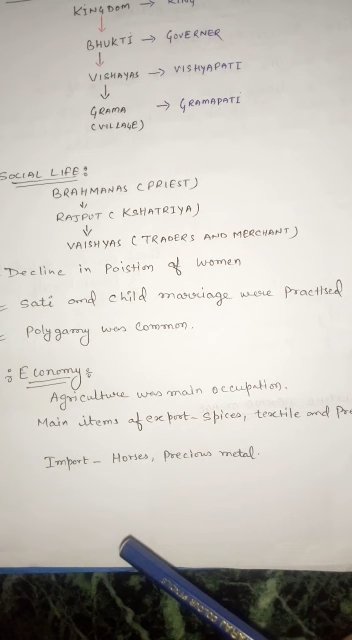 KINGDOM → KING
BHUKTI → GOVERNER
VISHAYAS → VISHYAPATI
GRAMA → GRAMAPATI
(VILLAGE)
SOCIAL LIFE:
BRAHMANAS (PRIEST)
RAJPUT (KSHATRIYA)
VAISHYAS (TRADERS AND MERCHANT)
Decline in Poistion of women
= Sati and child marriage were Practised
= Polygamy was common.
: Economy:
Agriculture was main occupation.
Main items of export - Spices, textile and
Import - Horses, Precious metal.